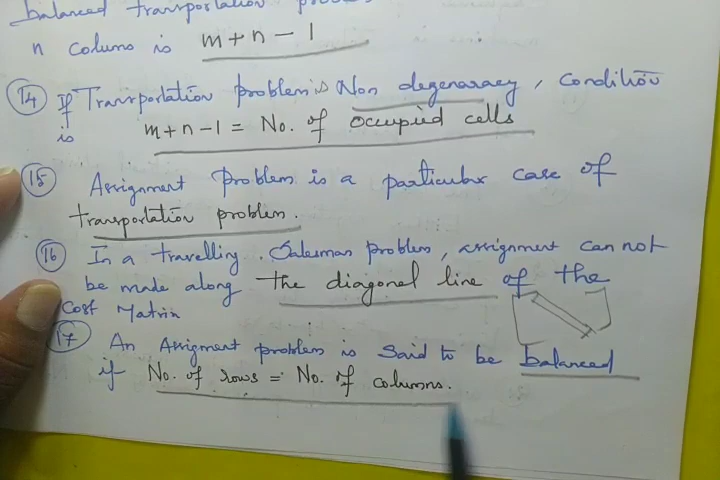 balanced transportation
n colums is m+n-1
14 If Transportation problem is Non degenaracy, condition
is m+n-1 = No. of occupied cells
15 Assignment Problem is a particular case of
transportation problem.
16 In a travelling Salesman problem, assignment can not
be made along the diagonal line of the
Cost Matrix
17 An Assigment problem is said to be balanced
if No. of rows = No. of columns.